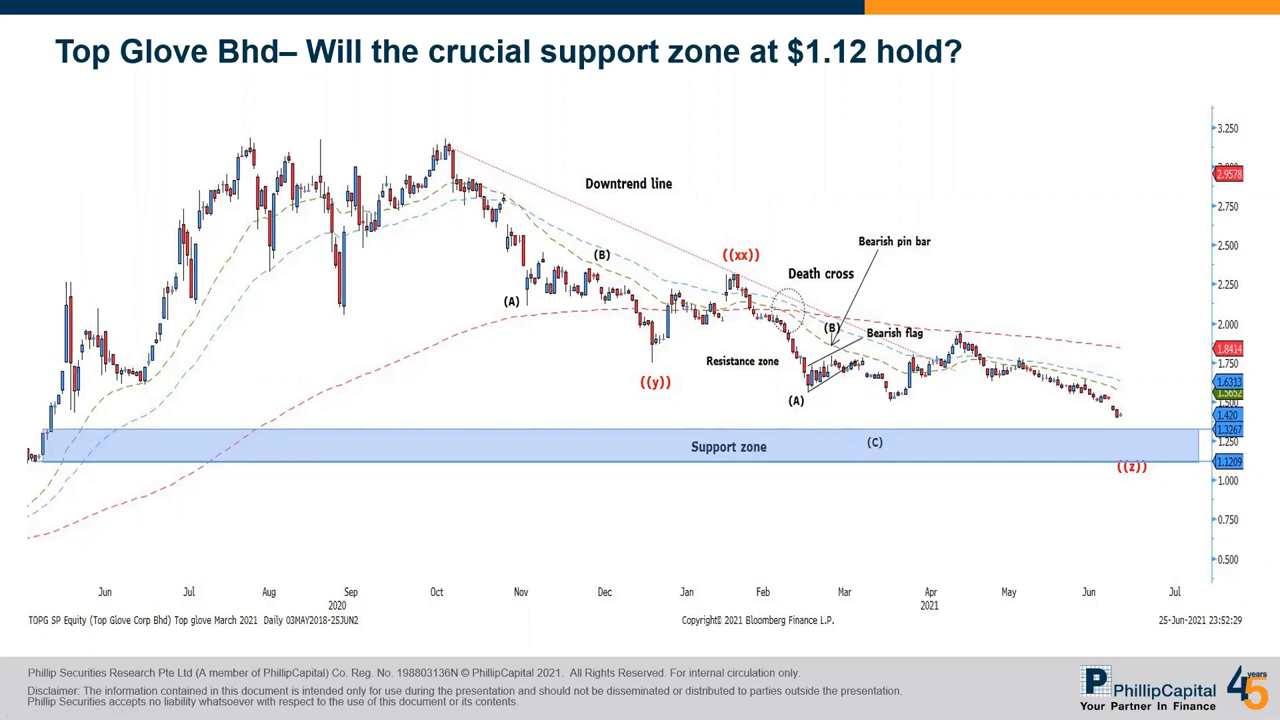 Top Glove Bhd– Will the crucial support zone at $1.12 hold?
3.250
2.9578
2.750
Downtrend line
2.500
Bearish pin bar
(B)
((xx))
Death cross
2.250
(A)
2.000
(B)
Bearish flag
1.8414
Resistance zone
1.750
((y))
1.6313
1.5652
(A)
1.500
1.420
1.3267
Support zone
(C)
1.250
1.1209
((z))
1.000
0.750
0.500
Jun Jul Aug Sep Oct Nov Dec Jan Feb Mar Apr May Jun Jul
2020 2021
TOPG SP Equity (Top Glove Corp Bhd) Top glove March 2021 Daily 03MAY2018-25JUN2 Copyright© 2021 Bloomberg Finance L.P. 25-Jun-2021 23:52:29
Phillip Securities Research Pte Ltd (A member of PhillipCapital) Co. Reg. No. 198803136N © PhillipCapital 2021. All Rights Reserved. For internal circulation only.
Disclaimer: The information contained in this document is intended only for use during the presentation and should not be disseminated or distributed to parties outside the presentation.
Phillip Securities accepts no liability whatsoever with respect to the use of this document or its contents.
P PhillipCapital
Your Partner In Finance
45 years